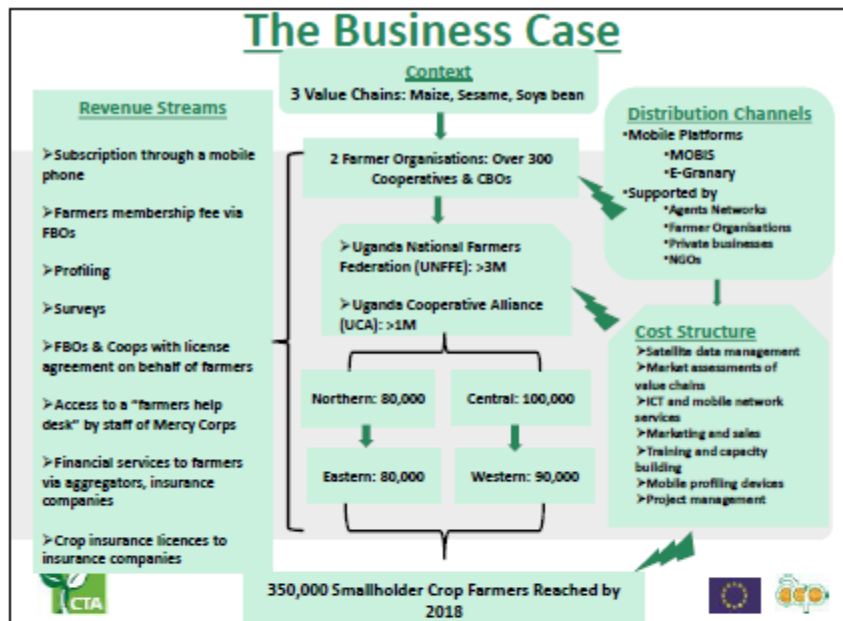 The Business Case
Context
3 Value Chains: Maize, Sesame, Soya bean
Revenue Streams
➢Subscription through a mobile
phone
➢Farmers membership fee via
FBOs
➢Profiling
➢Surveys
➢FBOs & Coops with license
agreement on behalf of farmers
➢Access to a “farmers help
desk” by staff of Mercy Corps
➢Financial services to farmers
via aggregators, insurance
companies
➢Crop insurance licences to
insurance companies
2 Farmer Organisations: Over 300
Cooperatives & CBOs
➢ Uganda National Farmers
Federation (UNFFE): >3M
➢ Uganda Cooperative Alliance
(UCA): >1M
Northern: 80,000
Central: 100,000
Eastern: 80,000
Western: 90,000
Distribution Channels
•Mobile Platforms
•MOBIS
•E-Granary
•Supported by
•Agents Networks
•Farmer Organisations
•Private businesses
•NGOs
Cost Structure
➢Satellite data management
➢Market assessments of
value chains
➢ICT and mobile network
services
➢Marketing and sales
➢Training and capacity
building
➢Mobile profiling devices
➢Project management
350,000 Smallholder Crop Farmers Reached by
2018
CTA
acp